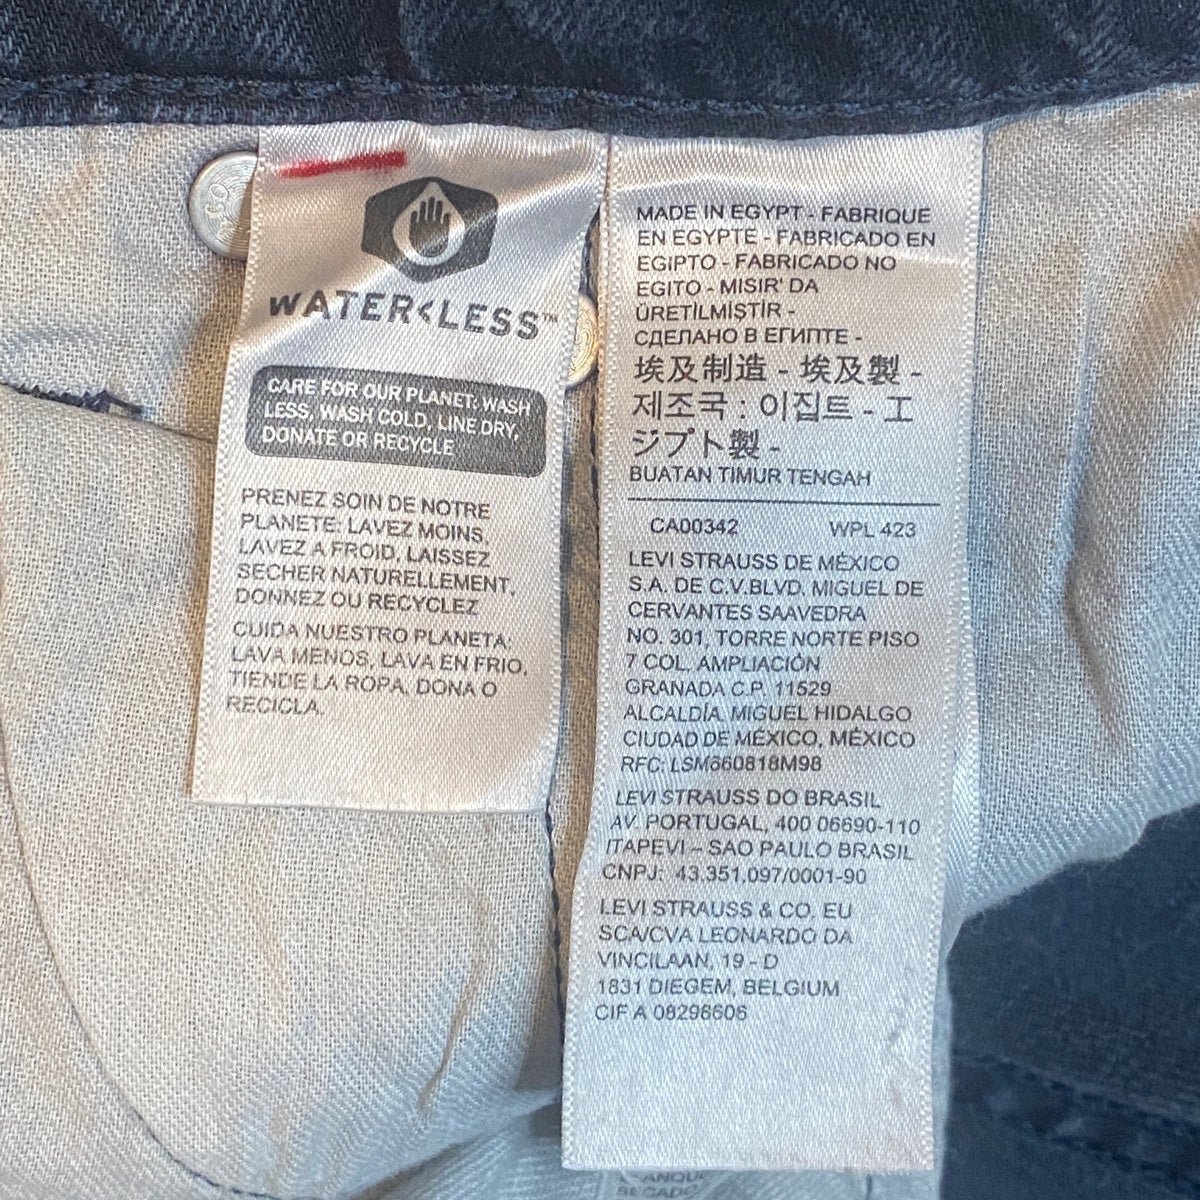 WATER<LESS™
CARE FOR OUR PLANET: WASH
LESS, WASH COLD, LINE DRY,
DONATE OR RECYCLE
PRENEZ SOIN DE NOTRE
PLANETE: LAVEZ MOINS,
LAVEZ A FROID, LAISSEZ
SECHER NATURELLEMENT,
DONNEZ OU RECYCLEZ
CUIDA NUESTRO PLANETA:
LAVA MENOS, LAVA EN FRIO,
TIENDE LA ROPA, DONA O
RECICLA.
MADE IN EGYPT - FABRIQUE
EN EGYPTE - FABRICADO EN
EGIPTO - FABRICADO NO
EGITO - MISIR' DA
ÜRETİLMİŞTİR -
СДЕЛАНО В ЕГИПТЕ -
埃及制造 - 埃及製 -
제조국 : 이집트 - エ
ジプト製 -
BUATAN TIMUR TENGAH
CA00342 WPL 423
LEVI STRAUSS DE MÉXICO
S.A. DE C.V.BLVD. MIGUEL DE
CERVANTES SAAVEDRA
NO. 301, TORRE NORTE PISO
7 COL. AMPLIACIÓN
GRANADA C.P. 11529
ALCALDÍA MIGUEL HIDALGO
CIUDAD DE MÉXICO, MÉXICO
RFC: LSM660818M98
LEVI STRAUSS DO BRASIL
AV. PORTUGAL, 400 06690-110
ITAPEVI – SAO PAULO BRASIL
CNPJ: 43.351.097/0001-90
LEVI STRAUSS & CO. EU
SCA/CVA LEONARDO DA
VINCILAAN, 19 - D
1831 DIEGEM, BELGIUM
CIF A 08298606